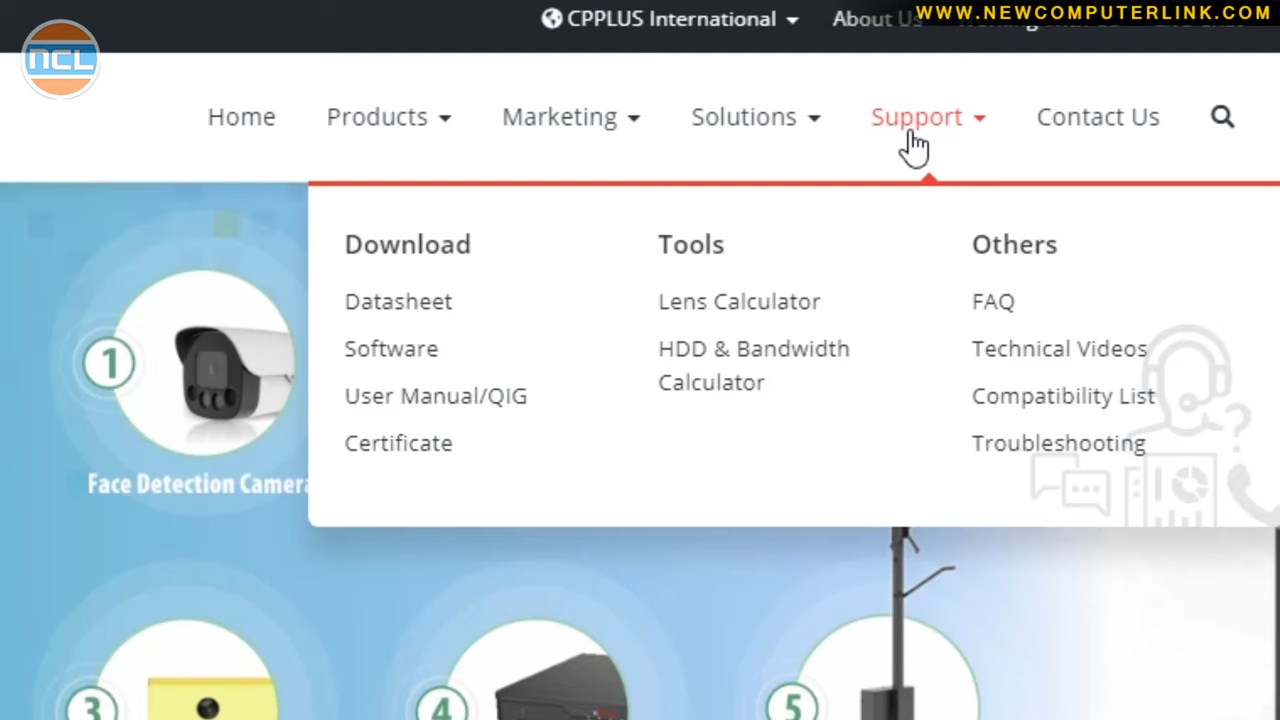 CPPLUS International
About Us
WWW.NEWCOMPUTERLINK.COM
NCL
Home
Products
Marketing
Solutions
Support
Contact Us
Download
Tools
Others
Datasheet
Lens Calculator
FAQ
Software
HDD & Bandwidth
Calculator
Technical Videos
User Manual/QIG
Compatibility List
Certificate
Troubleshooting
1
Face Detection Camera
3
4
5
?